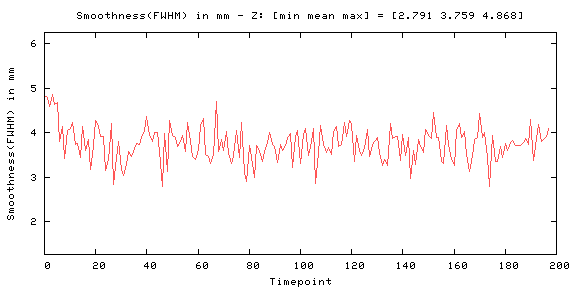 Smoothness(FWHM) in mm - Z: [min mean max] = [2.791 3.759 4.868]
6
5
4
3
2
Smoothness(FWHM) in mm
0 20 40 60 80 100 120 140 160 180 200
Timepoint